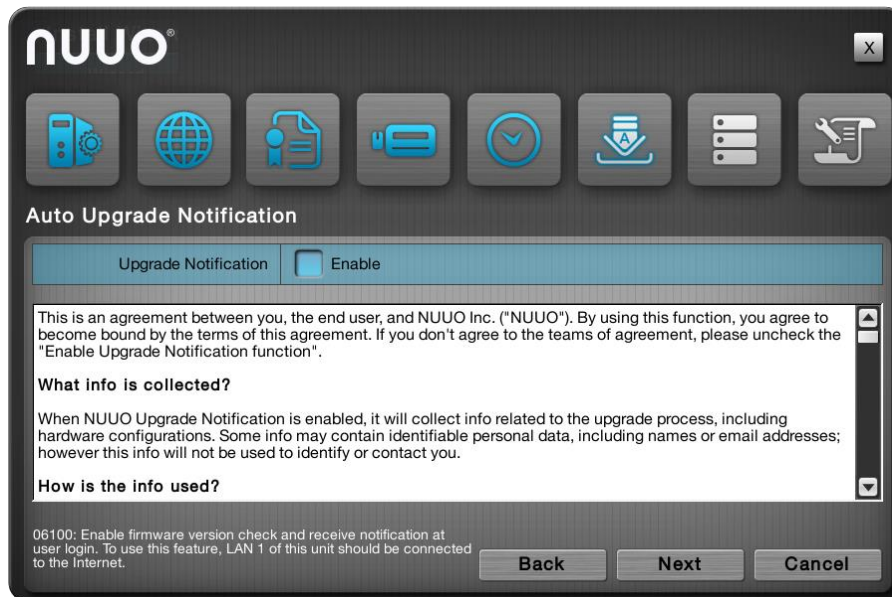 nuuo®
X
A
Auto Upgrade Notification
Upgrade Notification Enable
This is an agreement between you, the end user, and NUUO Inc. ("NUUO"). By using this function, you agree to
become bound by the terms of this agreement. If you don't agree to the teams of agreement, please uncheck the
"Enable Upgrade Notification function".
What info is collected?
When NUUO Upgrade Notification is enabled, it will collect info related to the upgrade process, including
hardware configurations. Some info may contain identifiable personal data, including names or email addresses;
however this info will not be used to identify or contact you.
How is the info used?
06100: Enable firmware version check and receive notification at
user login. To use this feature, LAN 1 of this unit should be connected
to the Internet.
Back Next Cancel